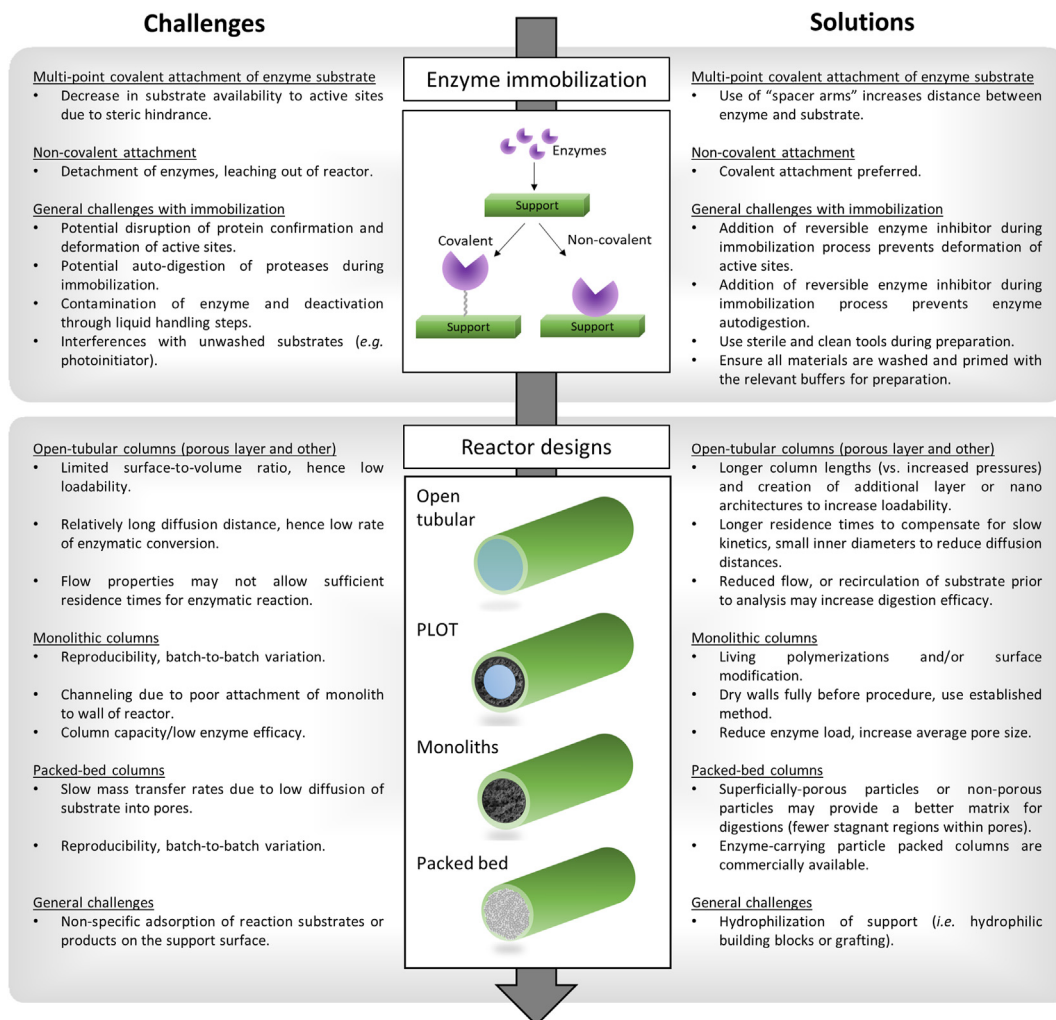 Challenges
Solutions
Enzyme immobilization
Multi-point covalent attachment of enzyme substrate
• Decrease in substrate availability to active sites
due to steric hindrance.
Non-covalent attachment
• Detachment of enzymes, leaching out of reactor.
General challenges with immobilization
• Potential disruption of protein confirmation and
deformation of active sites.
• Potential auto-digestion of proteases during
immobilization.
• Contamination of enzyme and deactivation
through liquid handling steps.
• Interferences with unwashed substrates (e.g.
photoinitiator).
Enzymes
Support
Covalent
Non-covalent
Support
Support
Multi-point covalent attachment of enzyme substrate
• Use of “spacer arms” increases distance between
enzyme and substrate.
Non-covalent attachment
• Covalent attachment preferred.
General challenges with immobilization
• Addition of reversible enzyme inhibitor during
immobilization process prevents deformation of
active sites.
• Addition of reversible enzyme inhibitor during
immobilization process prevents enzyme
autodigestion.
• Use sterile and clean tools during preparation.
• Ensure all materials are washed and primed with
the relevant buffers for preparation.
Reactor designs
Open-tubular columns (porous layer and other)
• Limited surface-to-volume ratio, hence low
loadability.
• Relatively long diffusion distance, hence low rate
of enzymatic conversion.
• Flow properties may not allow sufficient
residence times for enzymatic reaction.
Monolithic columns
• Reproducibility, batch-to-batch variation.
• Channeling due to poor attachment of monolith
to wall of reactor.
• Column capacity/low enzyme efficacy.
Packed-bed columns
• Slow mass transfer rates due to low diffusion of
substrate into pores.
• Reproducibility, batch-to-batch variation.
General challenges
• Non-specific adsorption of reaction substrates or
products on the support surface.
Open
tubular
PLOT
Monoliths
Packed bed
Open-tubular columns (porous layer and other)
• Longer column lengths (vs. increased pressures)
and creation of additional layer or nano
architectures to increase loadability.
• Longer residence times to compensate for slow
kinetics, small inner diameters to reduce diffusion
distances.
• Reduced flow, or recirculation of substrate prior
to analysis may increase digestion efficacy.
Monolithic columns
• Living polymerizations and/or surface
modification.
• Dry walls fully before procedure, use established
method.
• Reduce enzyme load, increase average pore size.
Packed-bed columns
• Superficially-porous particles or non-porous
particles may provide a better matrix for
digestions (fewer stagnant regions within pores).
• Enzyme-carrying particle packed columns are
commercially available.
General challenges
• Hydrophilization of support (i.e. hydrophilic
building blocks or grafting).